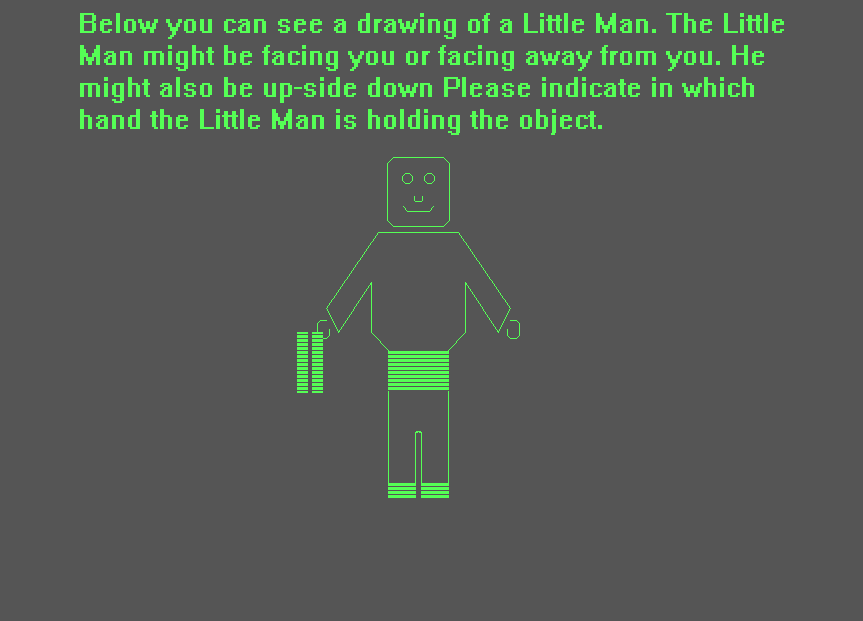 Below you can see a drawing of a Little Man. The Little
Man might be facing you or facing away from you. He
might also be up-side down Please indicate in which
hand the Little Man is holding the object.